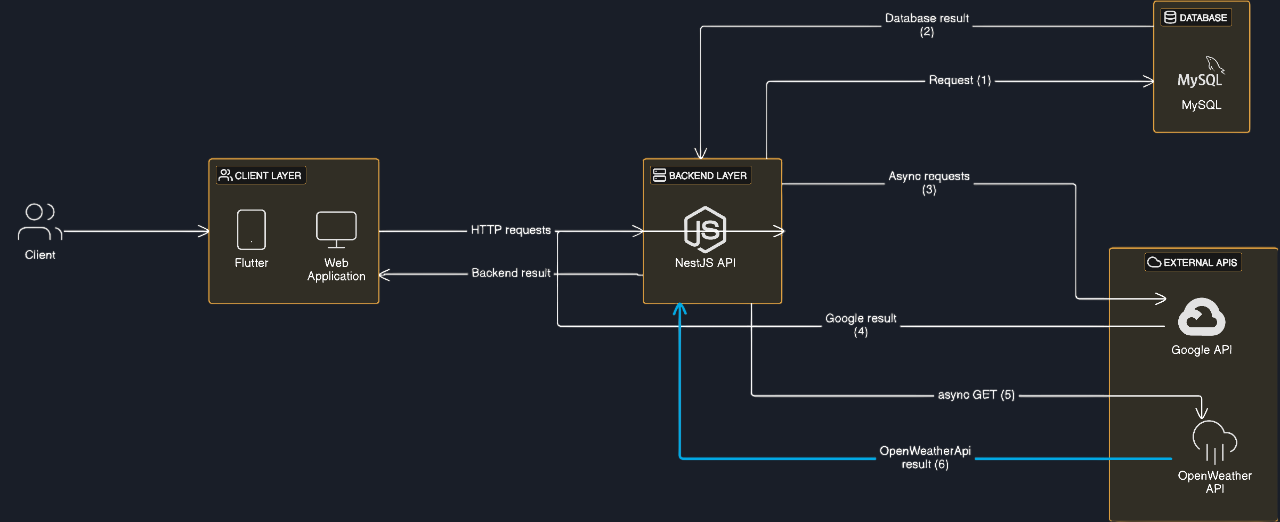 Database result
(2)
DATABASE
Request (1)
MySQL
MySQL
CLIENT LAYER
BACKEND LAYER
Async requests
(3)
JS
Client
Flutter
Web
Application
HTTP requests
NestJS API
Backend result
EXTERNAL APIS
Google result
(4)
Google API
async GET (5)
OpenWeatherApi
result (6)
OpenWeather
API